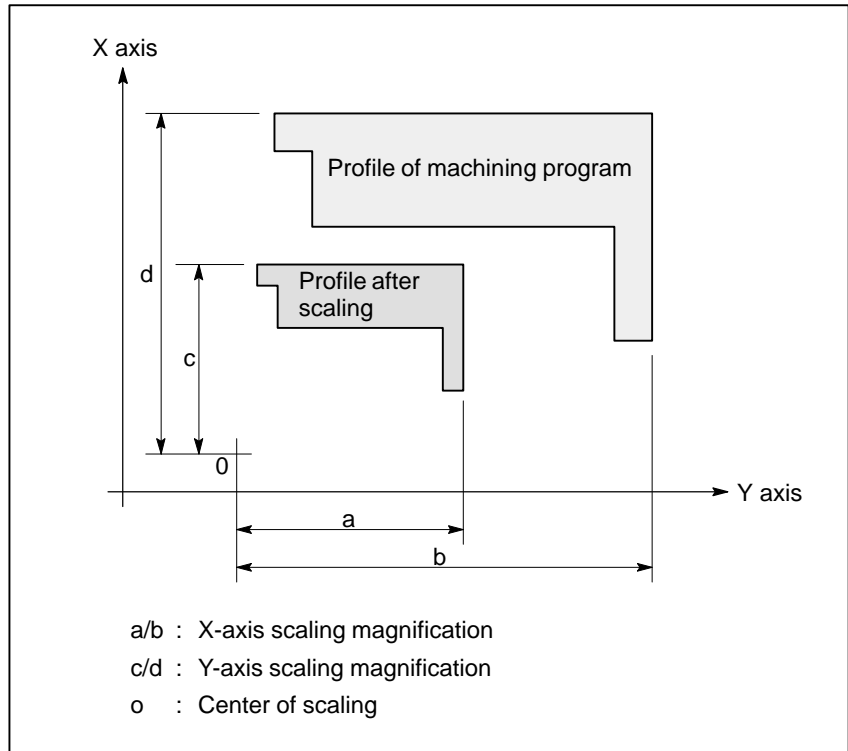 X axis
Profile of machining program
d
Profile after
scaling
c
0
Y axis
a
b
a/b : X-axis scaling magnification
c/d : Y-axis scaling magnification
o : Center of scaling